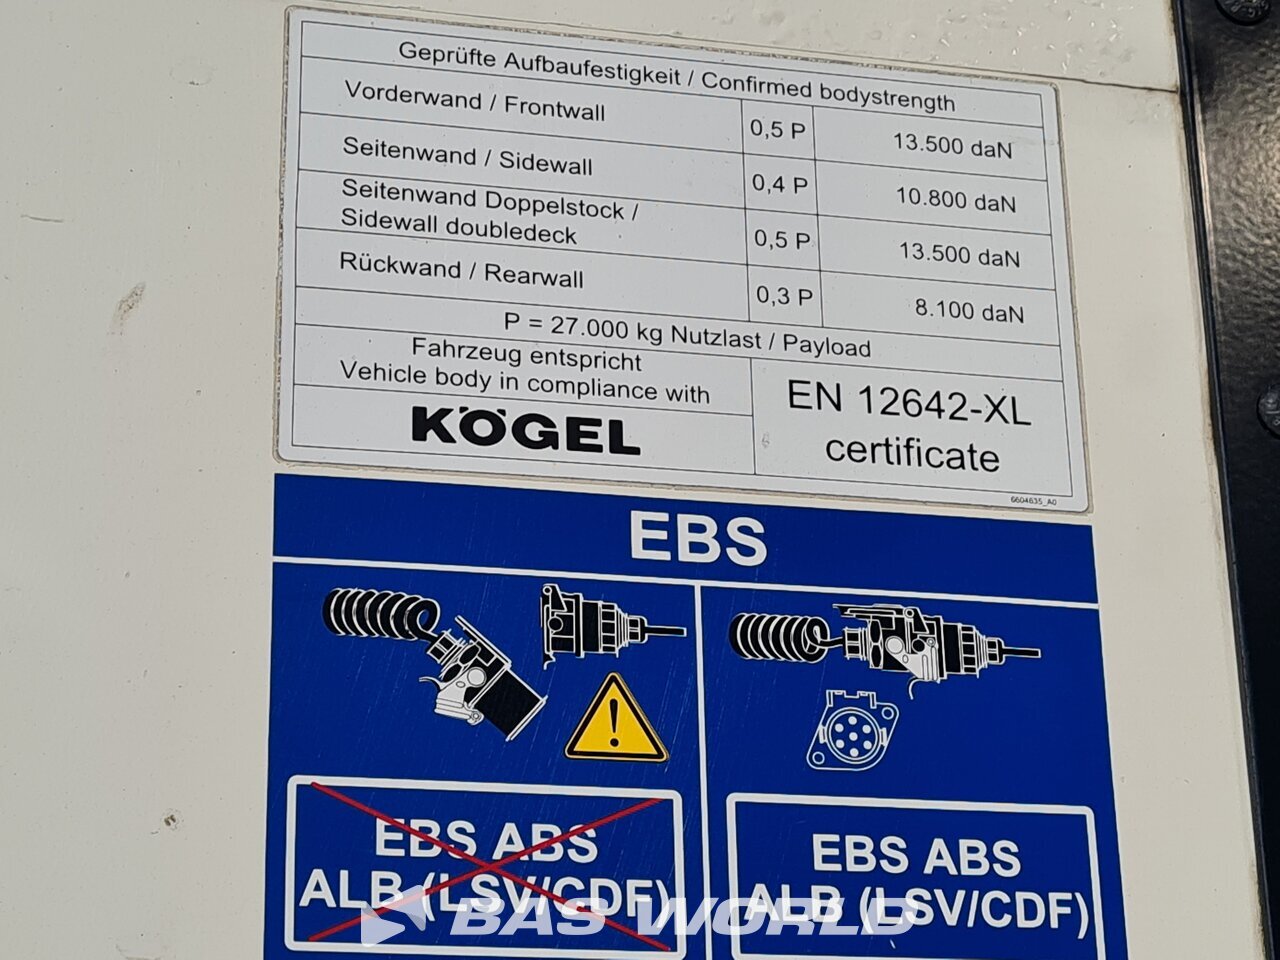 Geprüfte Aufbaufestigkeit / Confirmed bodystrength
Vorderwand / Frontwall 0,5 P 13.500 daN
Seitenwand / Sidewall 0,4 P 10.800 daN
Seitenwand Doppelstock /
Sidewall doubledeck 0,5 P 13.500 daN
Rückwand / Rearwall 0,3 P 8.100 daN
P = 27.000 kg Nutzlast / Payload
Fahrzeug entspricht
Vehicle body in compliance with
KÖGEL
EN 12642-XL
certificate
6604635_A0
EBS
EBS ABS
ALB (LSV/CDF)
EBS ABS
ALB (LSV/CDF)
BAS WORLD